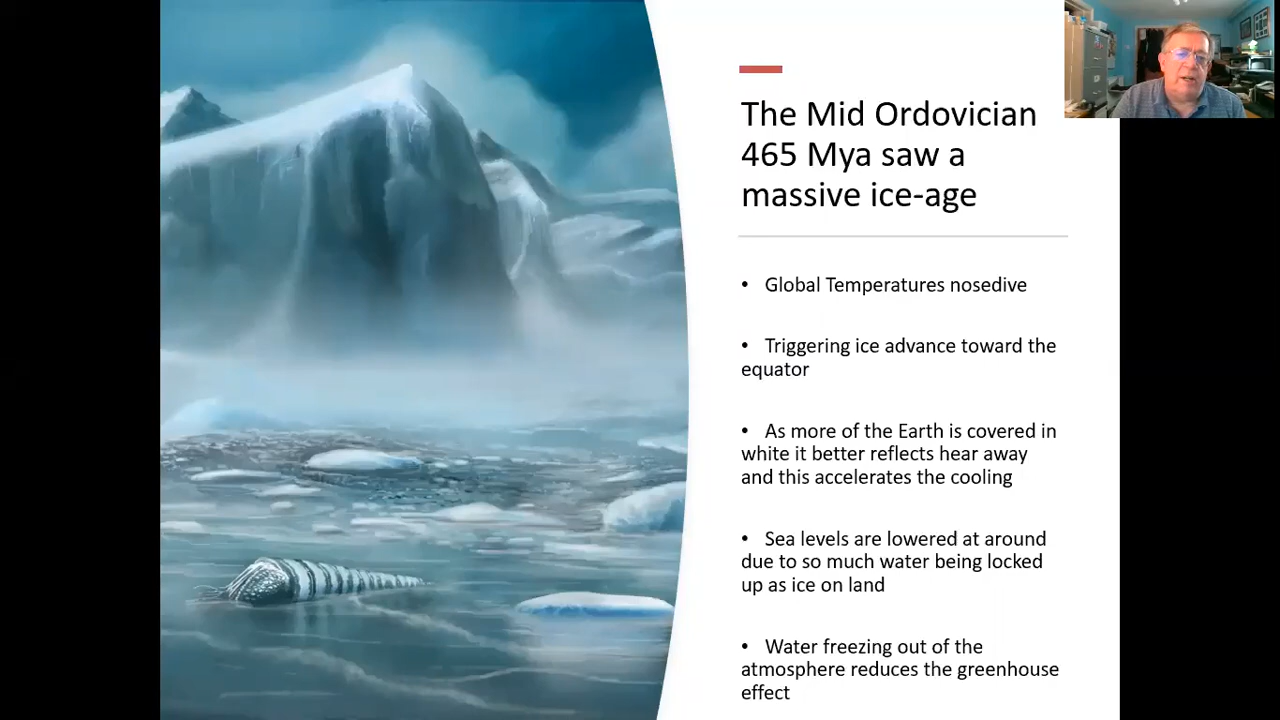 The Mid Ordovician
465 Mya saw a
massive ice-age
• Global Temperatures nosedive
• Triggering ice advance toward the
equator
• As more of the Earth is covered in
white it better reflects hear away
and this accelerates the cooling
• Sea levels are lowered at around
due to so much water being locked
up as ice on land
• Water freezing out of the
atmosphere reduces the greenhouse
effect